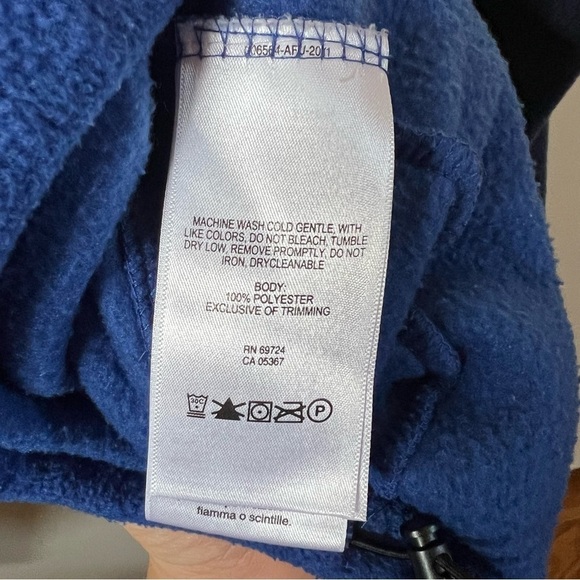 MACHINE WASH COLD GENTLE, WITH
LIKE COLORS, DO NOT BLEACH, TUMBLE
DRY LOW, REMOVE PROMPTLY, DO NOT
IRON, DRYCLEANABLE
BODY:
100% POLYESTER
EXCLUSIVE OF TRIMMING
RN 69724
CA 05367
30C P
fiamma o scintille.